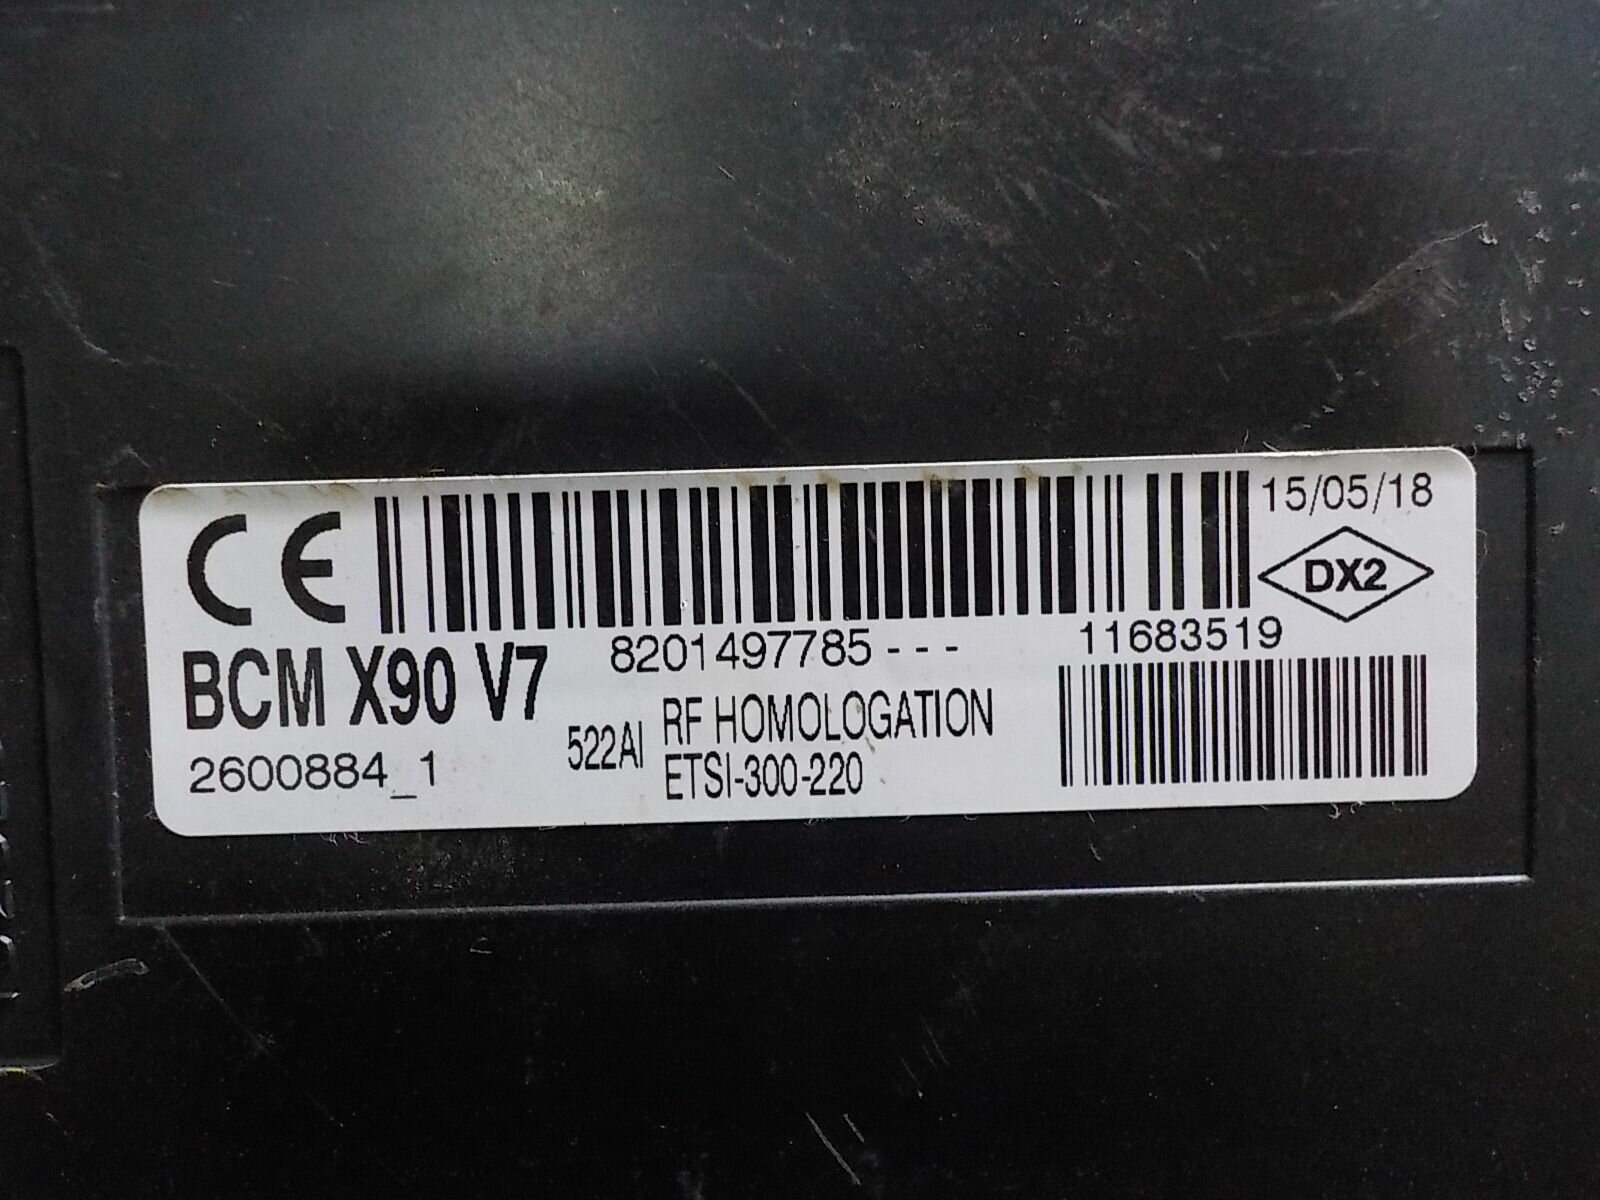 CE
15/05/18
DX2
8201497785--- 11683519
BCM X90 V7
522AI RF HOMOLOGATION
2600884_1 ETSI-300-220